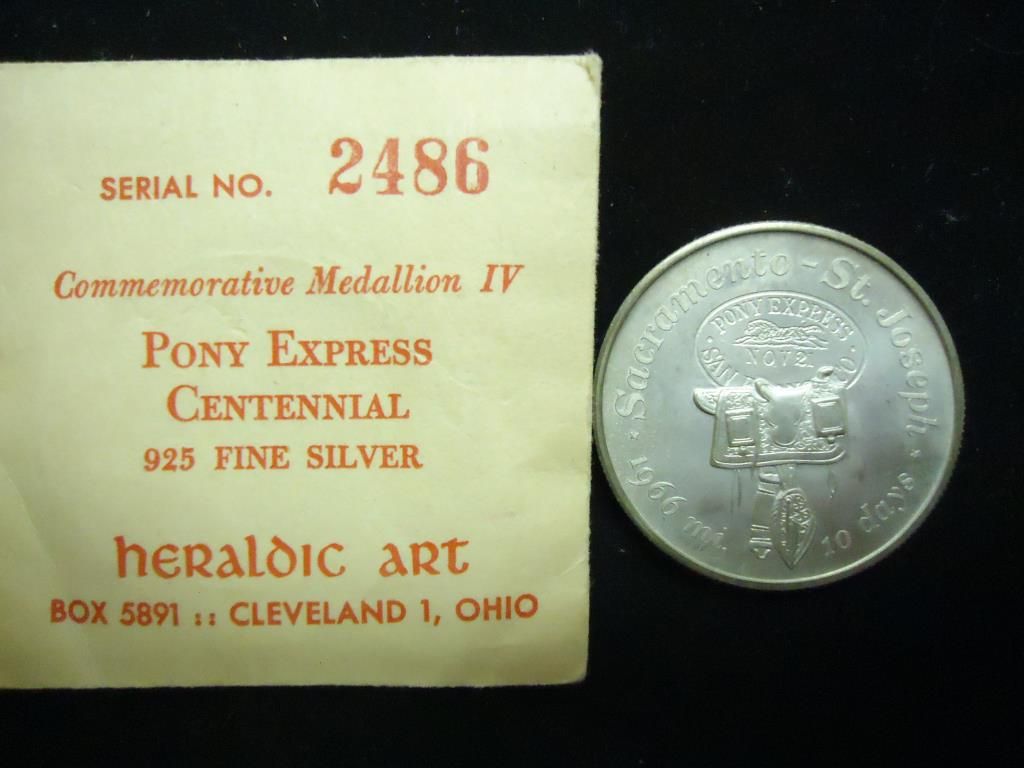 SERIAL NO. 2486
Commemorative Medallion IV
PONY EXPRESS
CENTENNIAL
925 FINE SILVER
heraldic art
BOX 5891 :: CLEVELAND 1, OHIO
Sacramento - St. Joseph
1966 mi. 10 days
PONY EXPRESS
NOV 2
CO.